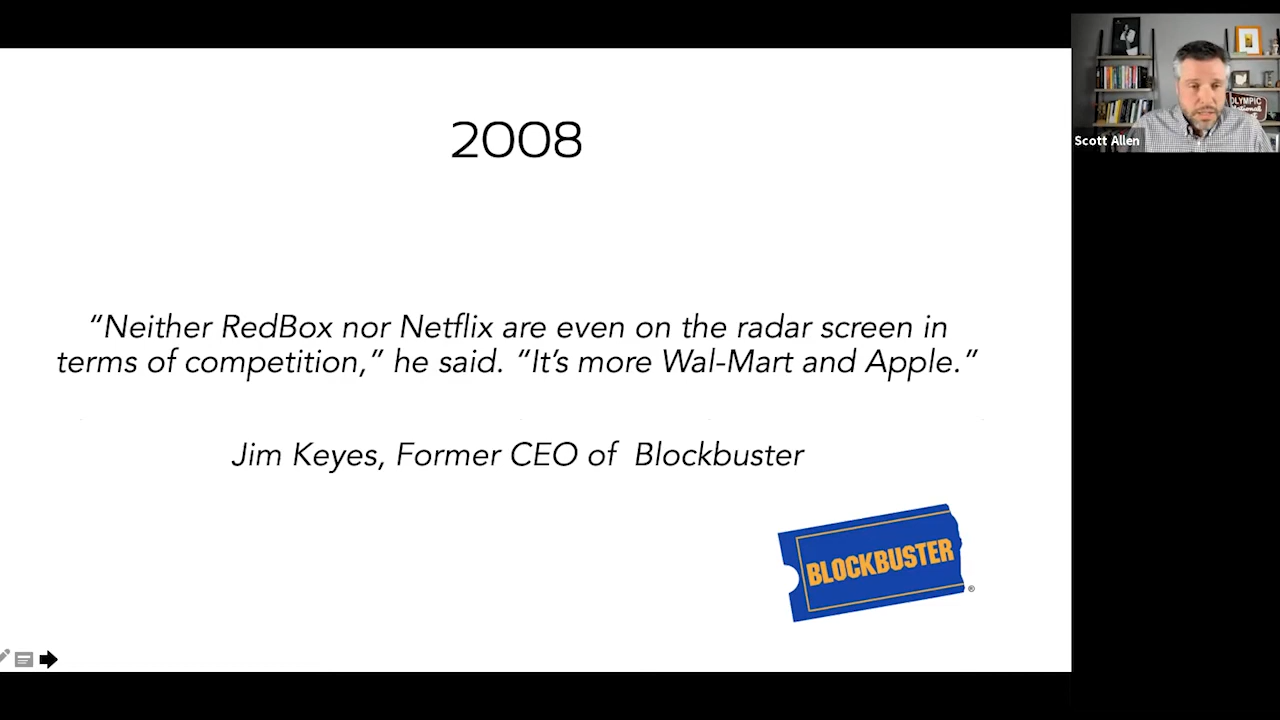 2008
“Neither RedBox nor Netflix are even on the radar screen in
terms of competition,” he said. “It’s more Wal-Mart and Apple.”
Jim Keyes, Former CEO of Blockbuster
BLOCKBUSTER
®
OLYMPIC
Scott Allen